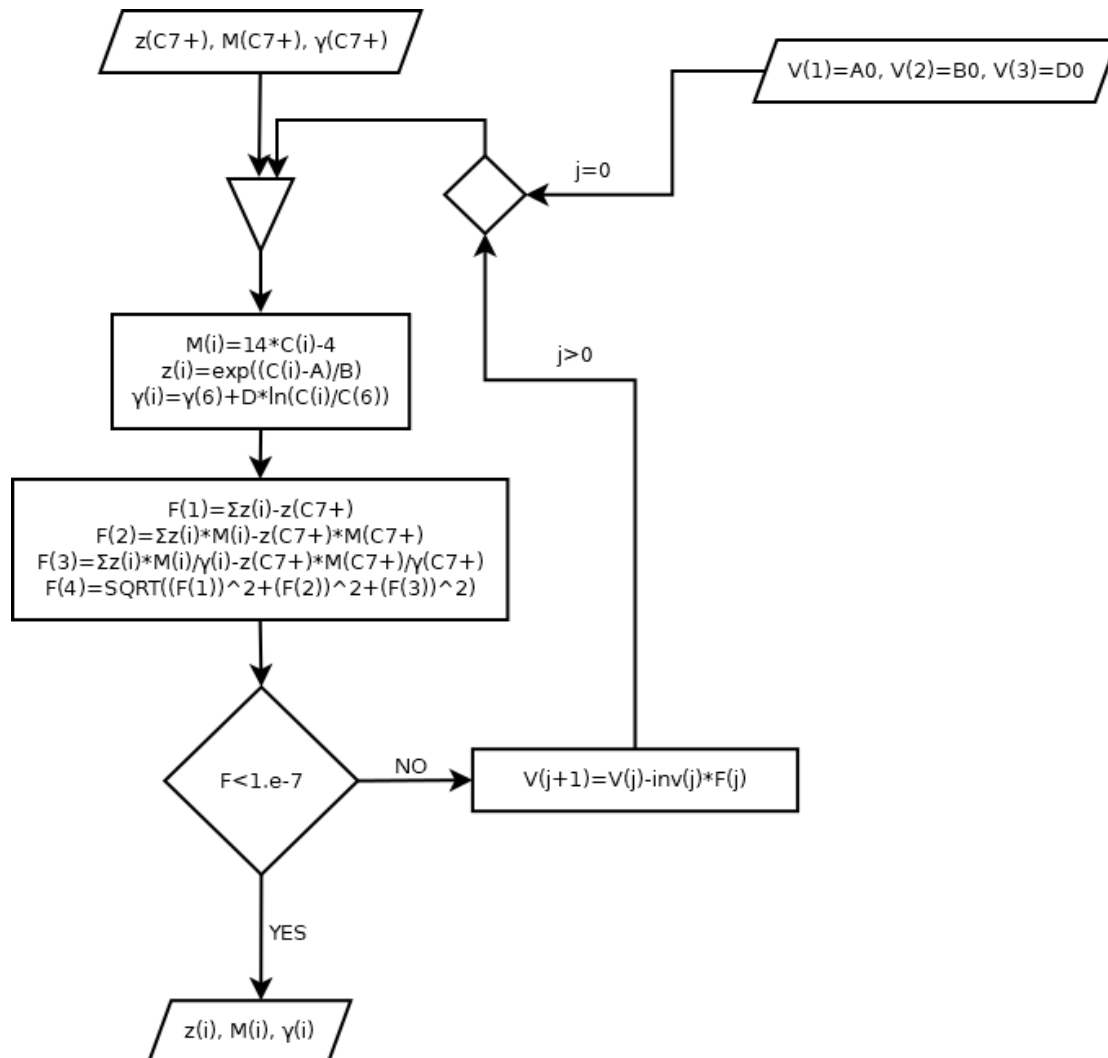 z(C7+), M(C7+), γ(C7+)
V(1)=A0, V(2)=B0, V(3)=D0
j=0
M(i)=14*C(i)-4
z(i)=exp((C(i)-A)/B)
γ(i)=γ(6)+D*ln(C(i)/C(6))
j>0
F(1)=Σz(i)-z(C7+)
F(2)=Σz(i)*M(i)-z(C7+)*M(C7+)
F(3)=Σz(i)*M(i)/γ(i)-z(C7+)*M(C7+)/γ(C7+)
F(4)=SQRT((F(1))^2+(F(2))^2+(F(3))^2)
F<1.e-7
NO
V(j+1)=V(j)-inv(j)*F(j)
YES
z(i), M(i), γ(i)